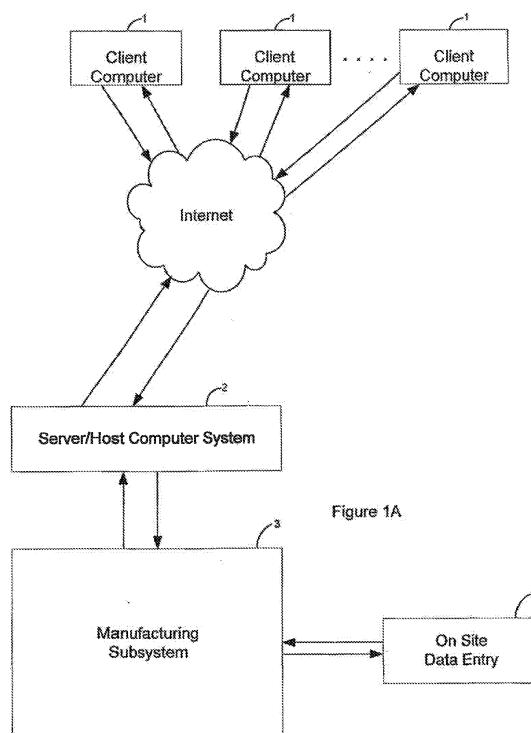 1
1
1
Client
Computer
Client
Computer
. . . .
Client
Computer
Internet
2
Server/Host Computer System
Figure 1A
3
Manufacturing
Subsystem
On Site
Data Entry